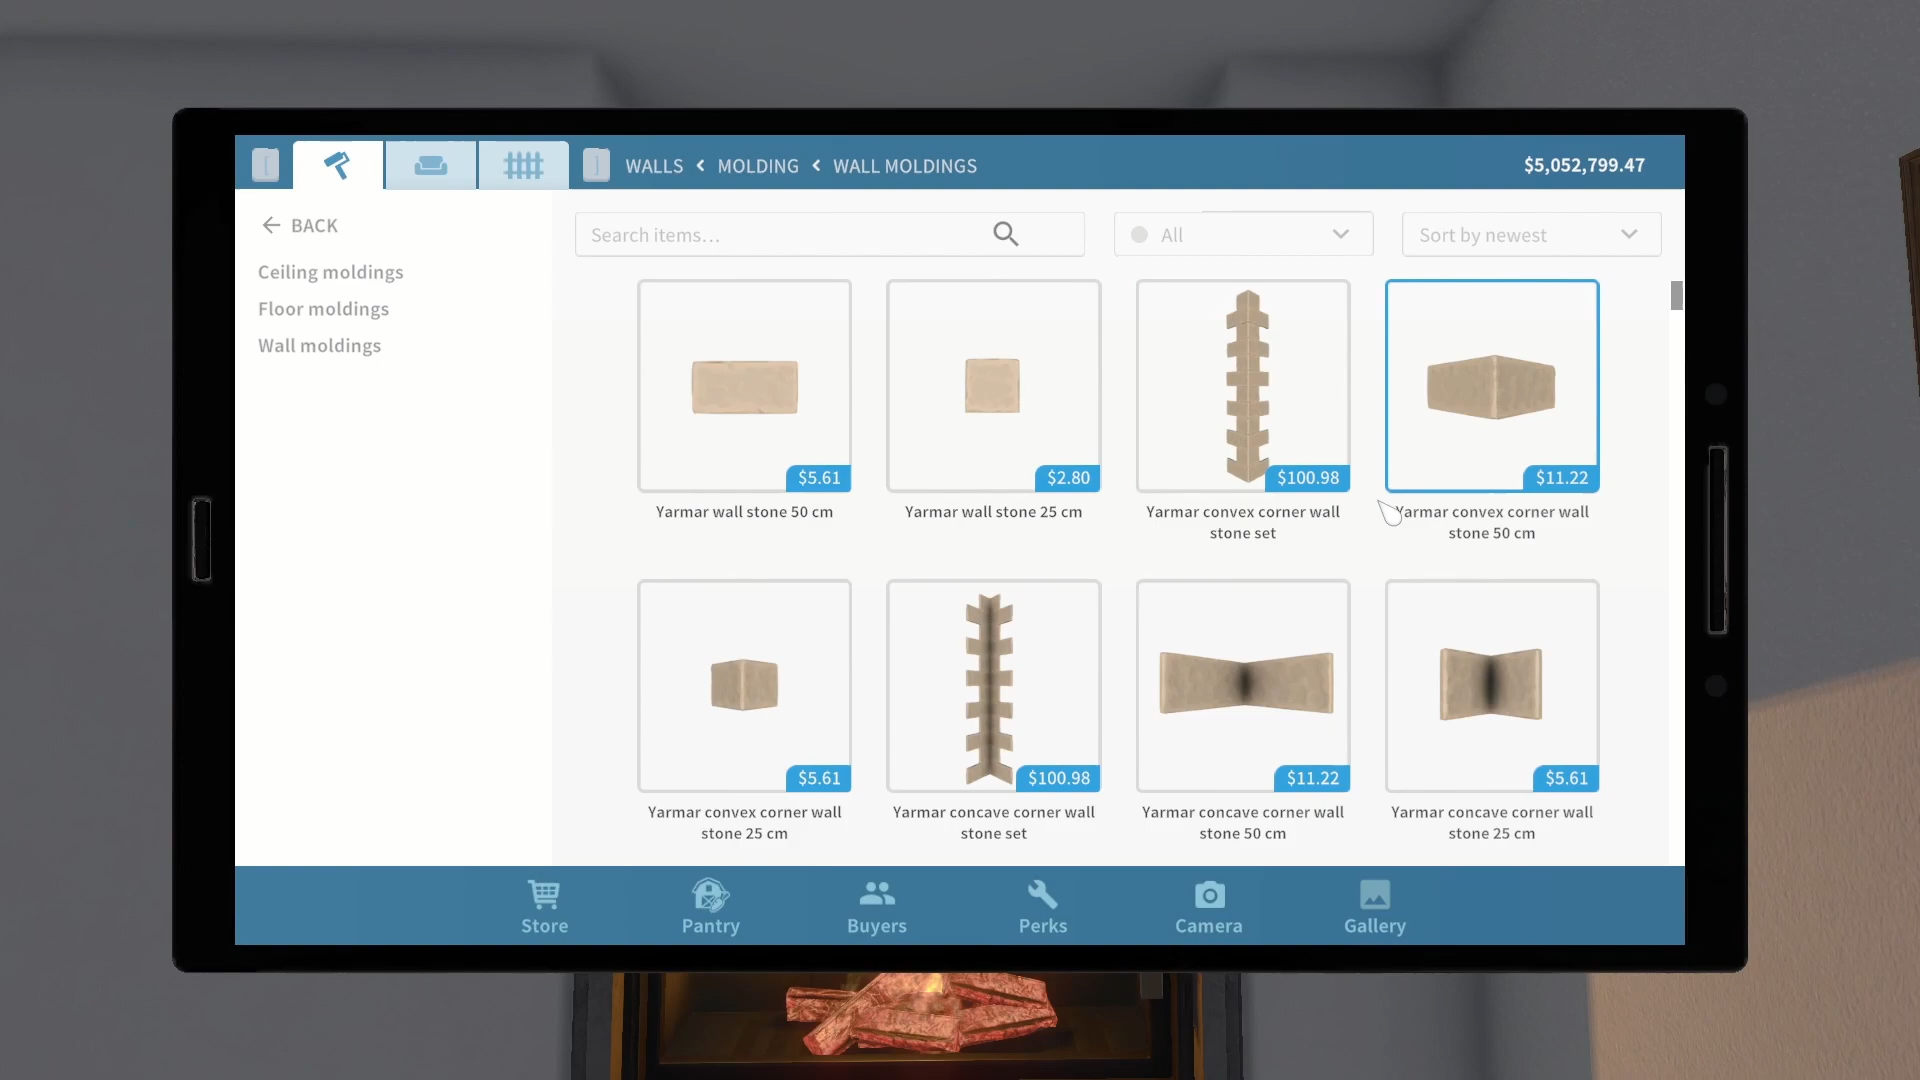 WALLS < MOLDING < WALL MOLDINGS
$5,052,799.47
BACK
Ceiling moldings
Floor moldings
Wall moldings
Search items...
All
Sort by newest
$5.61
$2.80
$100.98
$11.22
Yarmar wall stone 50 cm
Yarmar wall stone 25 cm
Yarmar convex corner wall
stone set
Yarmar convex corner wall
stone 50 cm
$5.61
$100.98
$11.22
$5.61
Yarmar convex corner wall
stone 25 cm
Yarmar concave corner wall
stone set
Yarmar concave corner wall
stone 50 cm
Yarmar concave corner wall
stone 25 cm
Store
Pantry
Buyers
Perks
Camera
Gallery